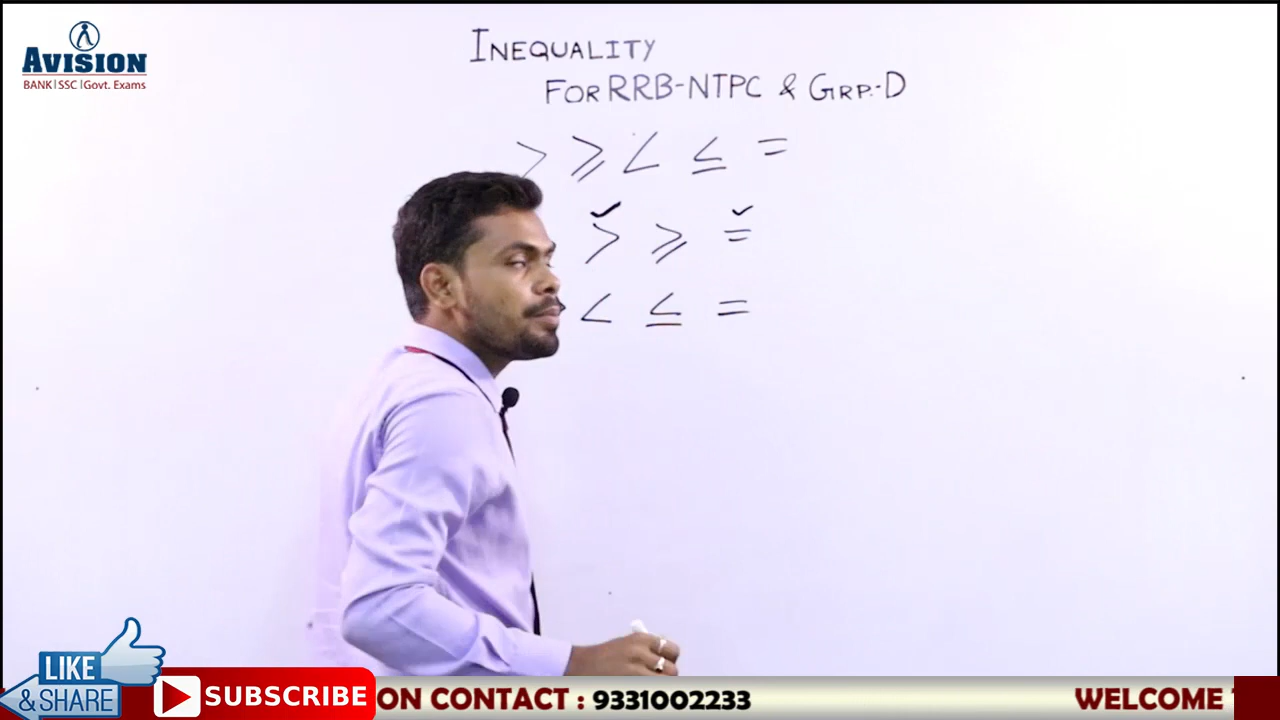 AVISION
BANK|SSC|Govt. Exams
INEQUALITY
FOR RRB-NTPC & GRP.-D
> ≥ < ≤ =
> ≥ =
< ≤ =
LIKE
& SHARE
SUBSCRIBE
ON CONTACT : 9331002233
WELCOME